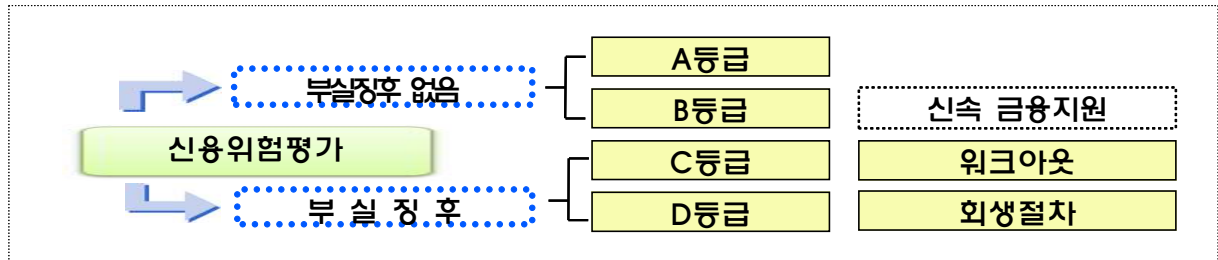 부실징후 없음
A등급
B등급
신속 금융지원
신용위험평가
C등급
워크아웃
부 실 징 후
D등급
회생절차